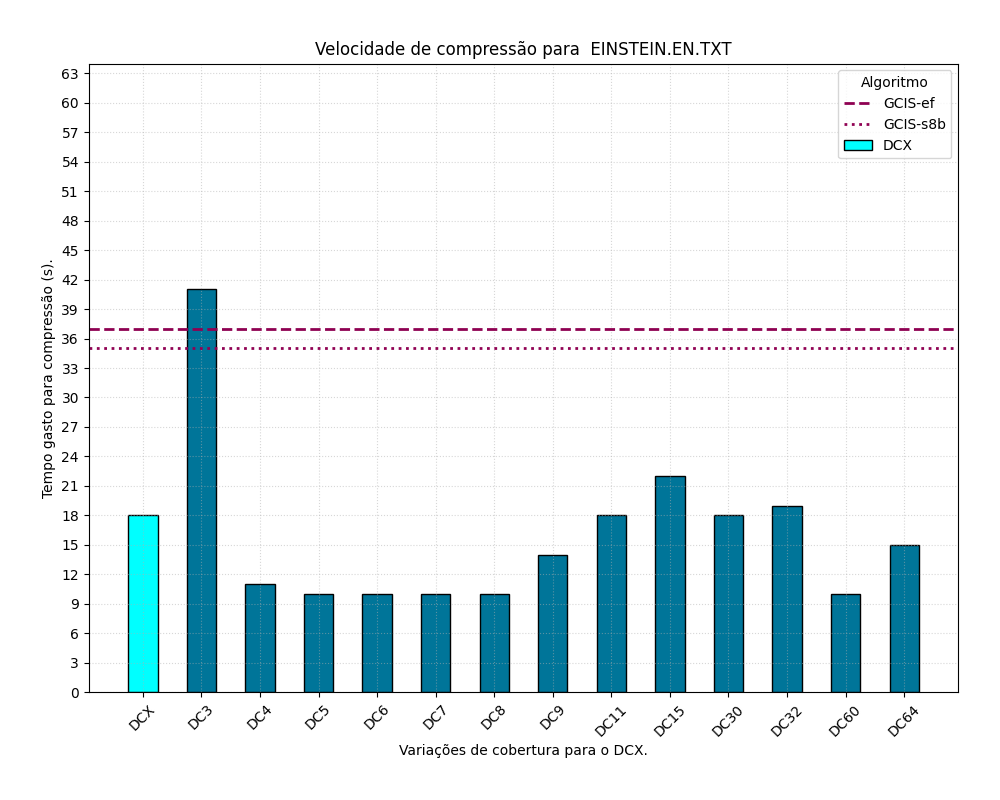 Velocidade de compressão para  EINSTEIN.EN.TXT
Tempo gasto para compressão (s).
63
60
57
54
51
48
45
42
39
36
33
30
27
24
21
18
15
12
9
6
3
0
Algoritmo
GCIS-ef
GCIS-s8b
DCX
DCX
DC3
DC4
DC5
DC6
DC7
DC8
DC9
DC11
DC15
DC30
DC32
DC60
DC64
Variações de cobertura para o DCX.